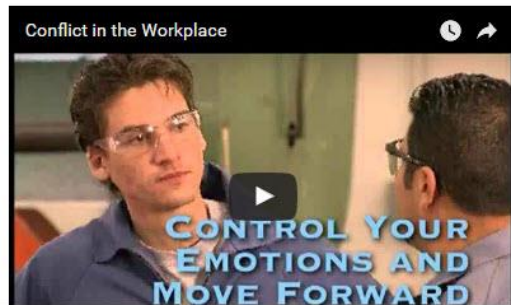 Conflict in the Workplace
CONTROL YOUR
EMOTIONS AND
MOVE FORWARD